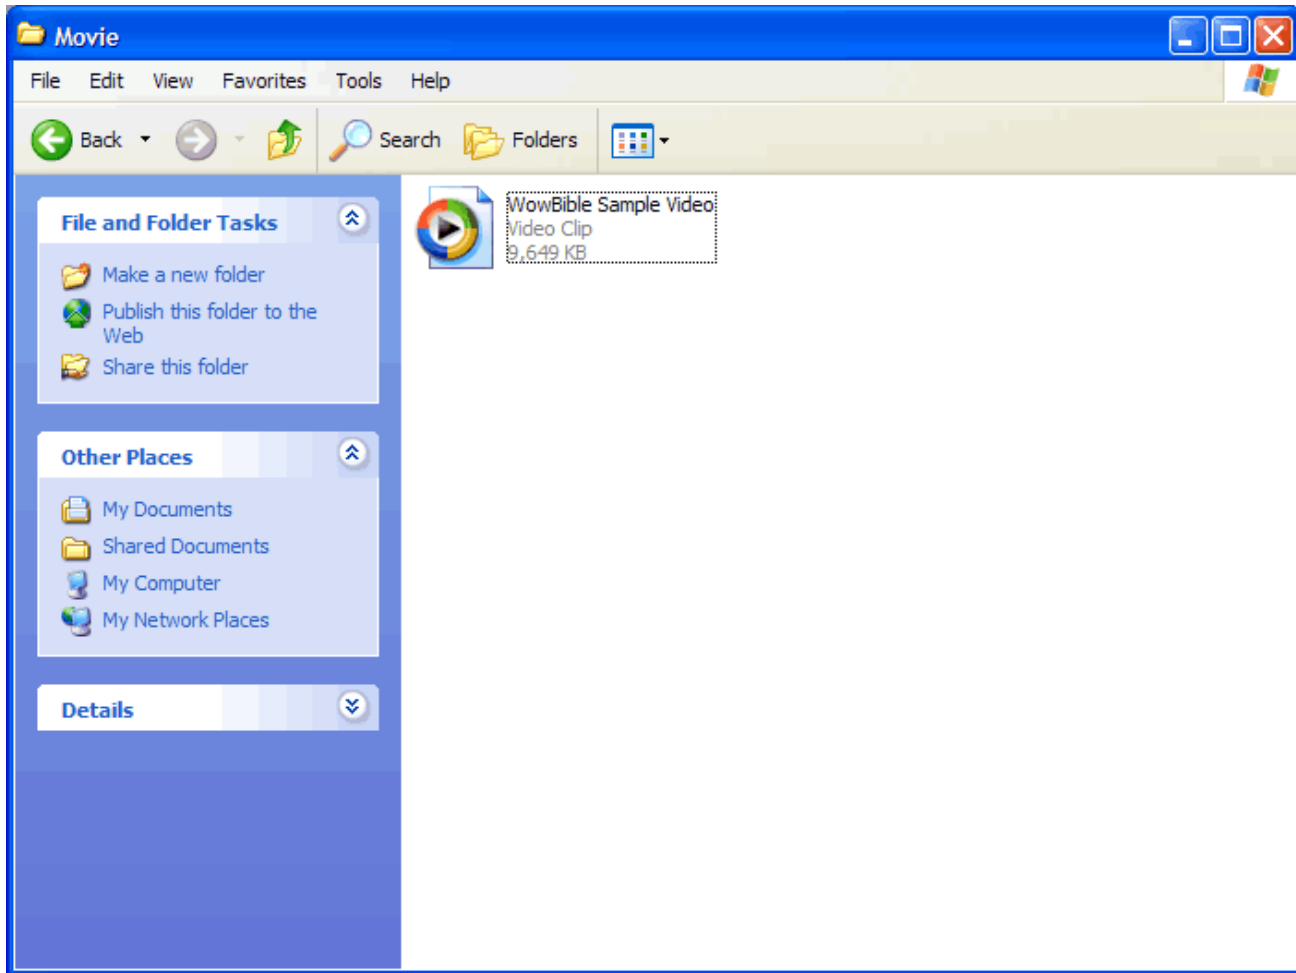 Movie
File Edit View Favorites Tools Help
Back Search Folders
File and Folder Tasks
Make a new folder
Publish this folder to the
Web
Share this folder
Other Places
My Documents
Shared Documents
My Computer
My Network Places
Details
WowBible Sample Video
Video Clip
9,649 KB